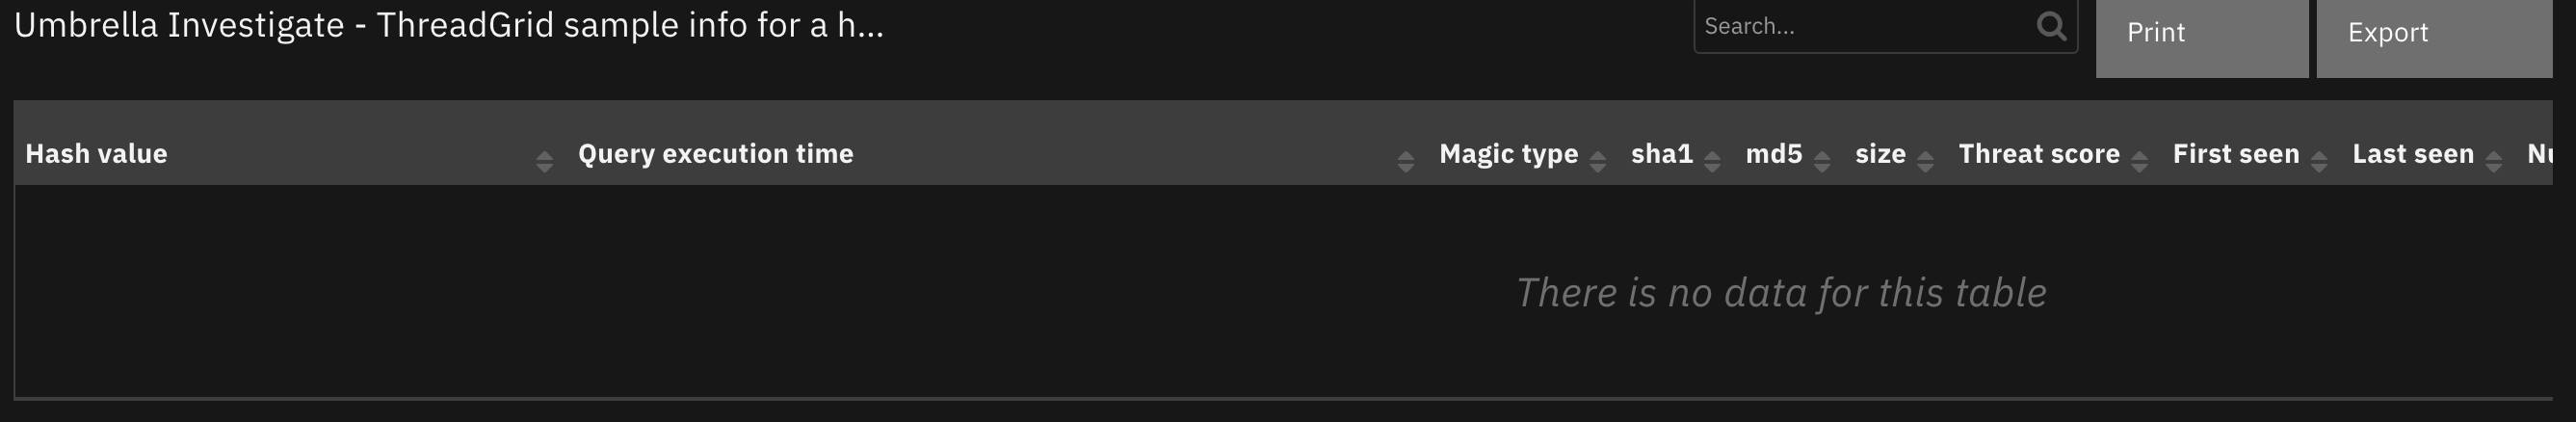 Umbrella Investigate - ThreadGrid sample info for a h...
Search...
Print
Export
Hash value Query execution time Magic type sha1 md5 size Threat score First seen Last seen
There is no data for this table